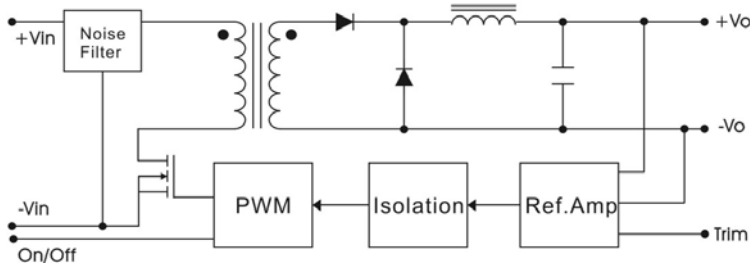 +Vin
Noise
Filter
+Vo
-Vo
-Vin
On/Off
PWM
Isolation
Ref.Amp
Trim